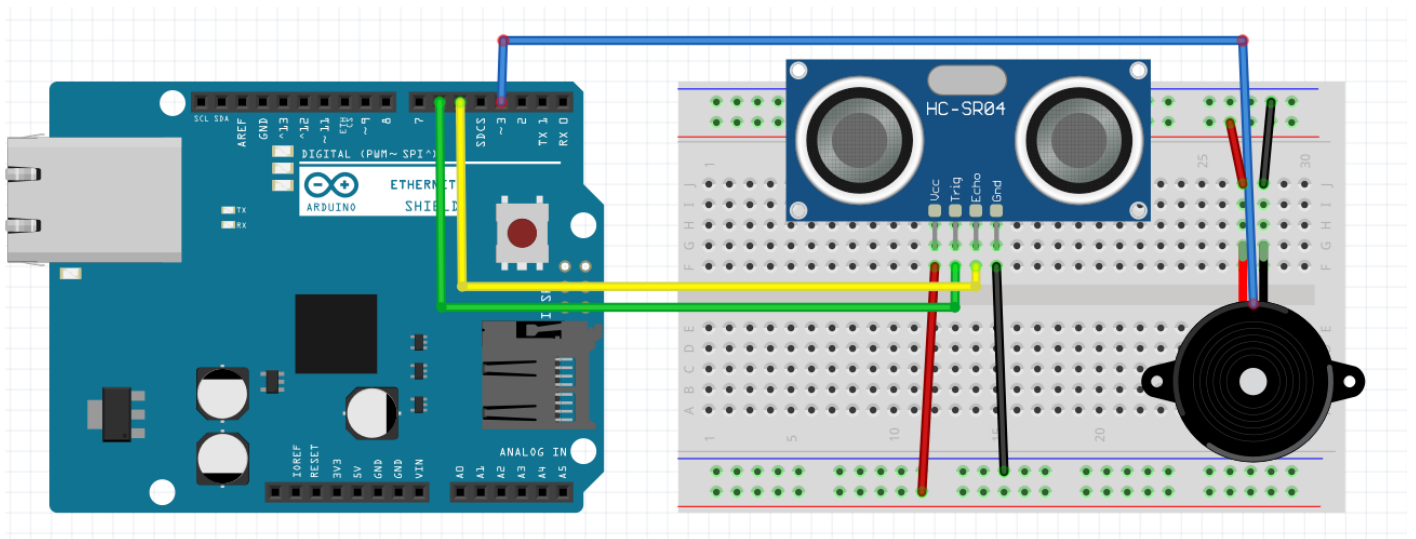 SCL SDA
AREF
GND
^13
^12
~11
~9
8
7
SDCS
~3
2
TX 1
RX 0
DIGITAL (PWM~ SPI^)
ARDUINO
ETHERNET
SHIELD
TX
RX
IOREF
RESET
3V3
5V
GND
GND
VIN
ANALOG IN
A0
A1
A2
A3
A4
A5
HC-SR04
Vcc
Trig
Echo
Gnd
1
25
30
J
I
H
G
F
J
I
H
G
F
E
D
C
B
A
E
1
5
10
15
20